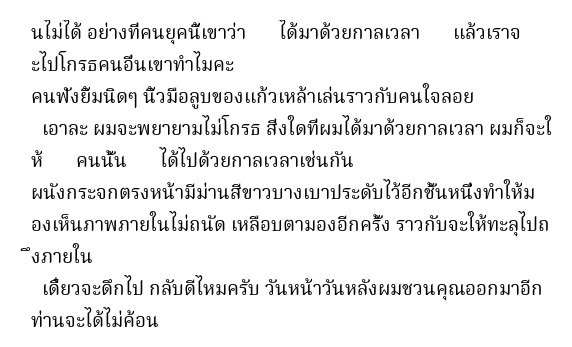 นไม่ได้ อย่างที่คนยุคนี้เขาว่า   ได้มาด้วยกาลเวลา   แล้วเราจ
ะไปโกรธคนอื่นเขาทำไมคะ
คนฟังยิ้มนิดๆ นิ้วมือลูบของแก้วเหล้าเล่นราวกับคนใจลอย
เอาละ ผมจะพยายามไม่โกรธ สิ่งใดที่ผมได้มาด้วยกาลเวลา ผมก็จะใ
ห้   คนนั้น   ได้ไปด้วยกาลเวลาเช่นกัน
ผนังกระจกตรงหน้ามีม่านสีขาวบางเบาประดับไว้อีกชั้นหนึ่งทำให้ม
องเห็นภาพภายในไม่ถนัด เหลือบตามองอีกครั้ง ราวกับจะให้ทะลุไปถ
ึงภายใน
เดี๋ยวจะดึกไป กลับดีไหมครับ วันหน้าวันหลังผมชวนคุณออกมาอีก
ท่านจะได้ไม่ค้อน